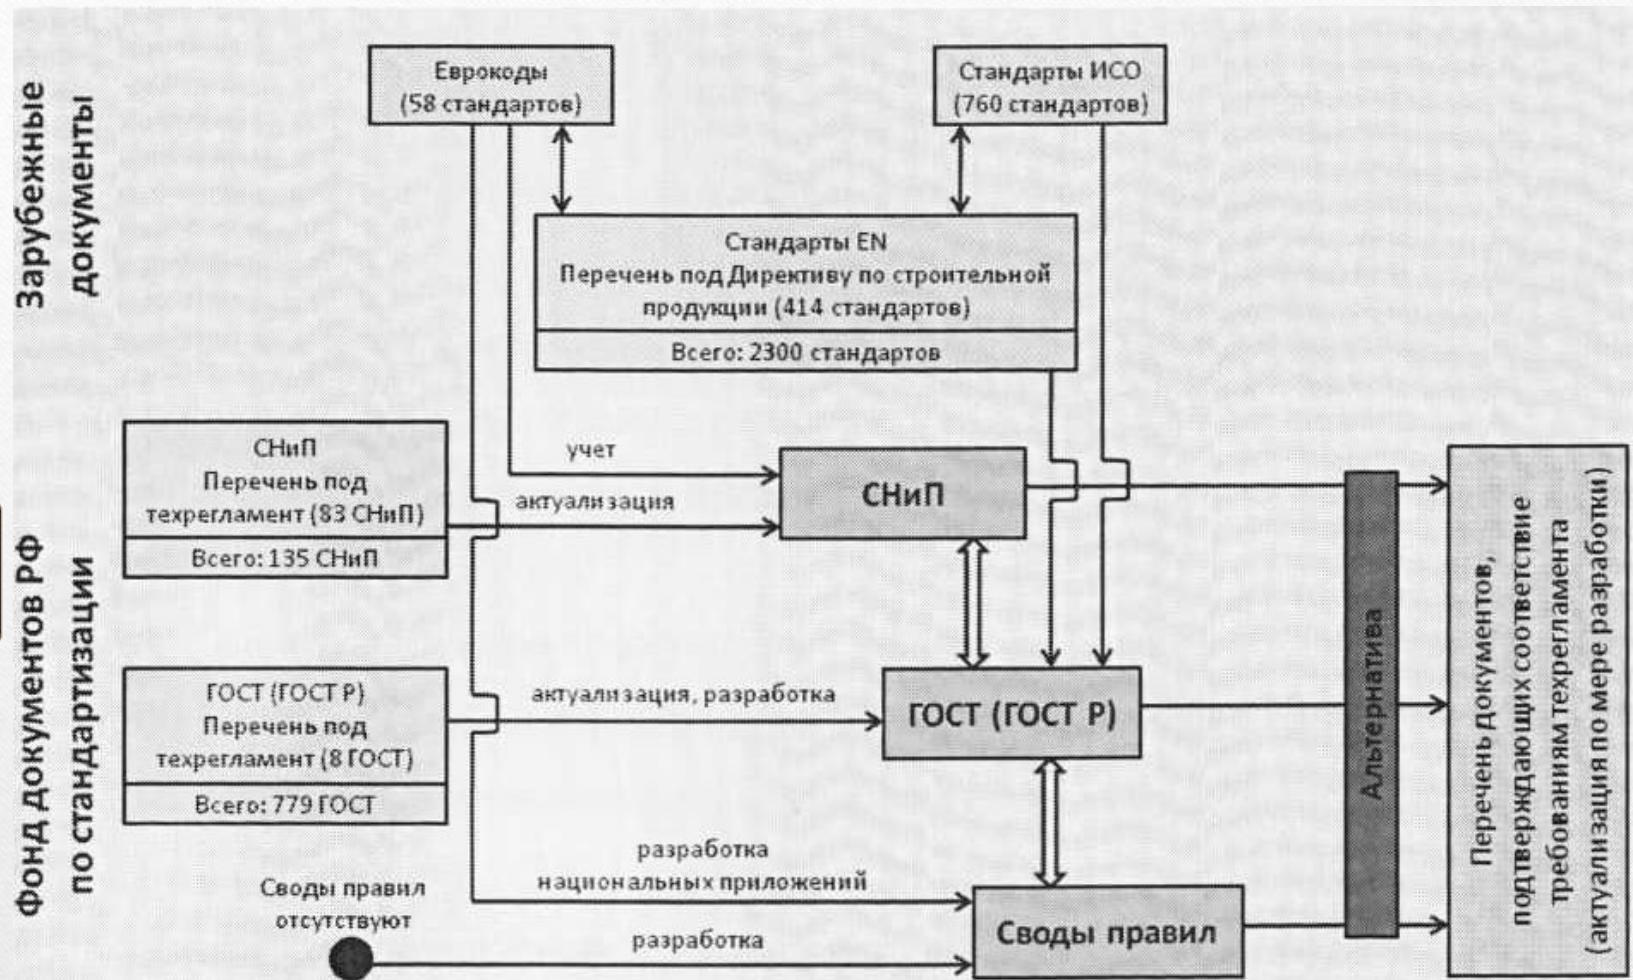 Зарубежные
документы
Еврокоды
(58 стандартов)
Стандарты ИСО
(760 стандартов)
Стандарты EN
Перечень под Директиву по строительной
продукции (414 стандартов)
Всего: 2300 стандартов
Фонд документов РФ
по стандартизации
СНиП
Перечень под
техрегламент (83 СНиП)
Всего: 135 СНиП
учет
актуализация
СНиП
ГОСТ (ГОСТ Р)
Перечень под
техрегламент (8 ГОСТ)
Всего: 779 ГОСТ
актуализация, разработка
ГОСТ (ГОСТ Р)
Своды правил
отсутствуют
разработка
национальных приложений
разработка
Своды правил
Альтернатива
Перечень документов,
подтверждающих соответствие
требованиям техрегламента
(актуализация по мере разработки)